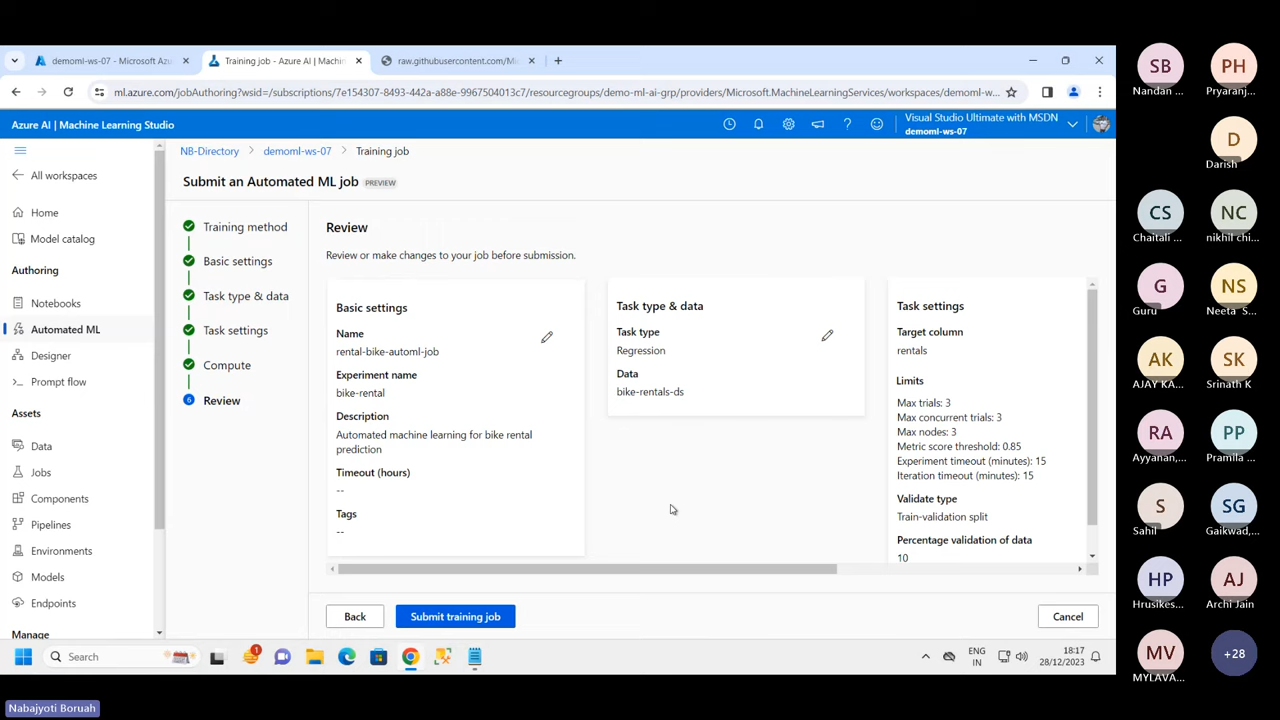 demoml-ws-07 - Microsoft Azu
Training job - Azure AI | Machin
raw.githubusercontent.com/Mi
ml.azure.com/jobAuthoring?wsid=/subscriptions/7e154307-8493-442a-a88e-9967504013c7/resourcegroups/demo-ml-ai-grp/providers/Microsoft.MachineLearningServices/workspaces/demoml-w...
Azure AI | Machine Learning Studio
Visual Studio Ultimate with MSDN
demoml-ws-07
All workspaces
Home
Model catalog
Authoring
Notebooks
Automated ML
Designer
Prompt flow
Assets
Data
Jobs
Components
Pipelines
Environments
Models
Endpoints
Manage
NB-Directory > demoml-ws-07 > Training job
Submit an Automated ML job PREVIEW
Training method
Basic settings
Task type & data
Task settings
Compute
6 Review
Review
Review or make changes to your job before submission.
Basic settings
Name
rental-bike-automl-job
Experiment name
bike-rental
Description
Automated machine learning for bike rental
prediction
Timeout (hours)
--
Tags
--
Task type & data
Task type
Regression
Data
bike-rentals-ds
Task settings
Target column
rentals
Limits
Max trials: 3
Max concurrent trials: 3
Max nodes: 3
Metric score threshold: 0.85
Experiment timeout (minutes): 15
Iteration timeout (minutes): 15
Validate type
Train-validation split
Percentage validation of data
10
Back
Submit training job
Cancel
Search
1
ENG
IN
18:17
28/12/2023
Nabajyoti Boruah
SB
Nandan ...
PH
Pryaranj...
D
Darish
CS
Chaitali ...
NC
nikhil chi...
G
Guru
NS
Neeta S...
AK
AJAY KA...
SK
Srinath K
RA
Ayyanan,...
PP
Pramila ...
S
Sahil
SG
Gaikwad,...
HP
Hrusikes...
AJ
Archi Jain
MV
MYLAVA...
+28